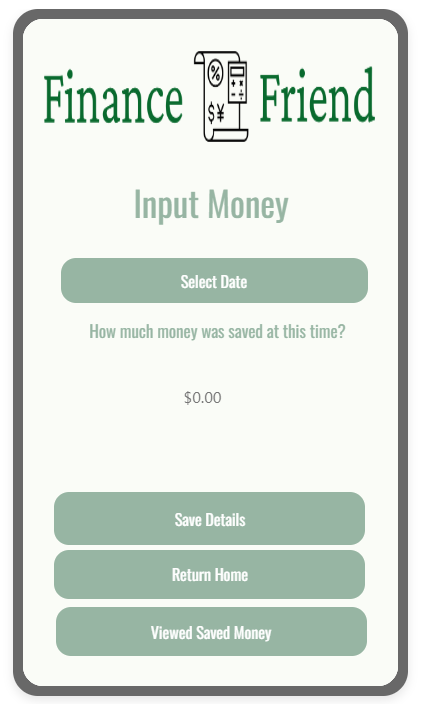 Finance % $¥ Friend
Input Money
Select Date
How much money was saved at this time?
$0.00
Save Details
Return Home
Viewed Saved Money